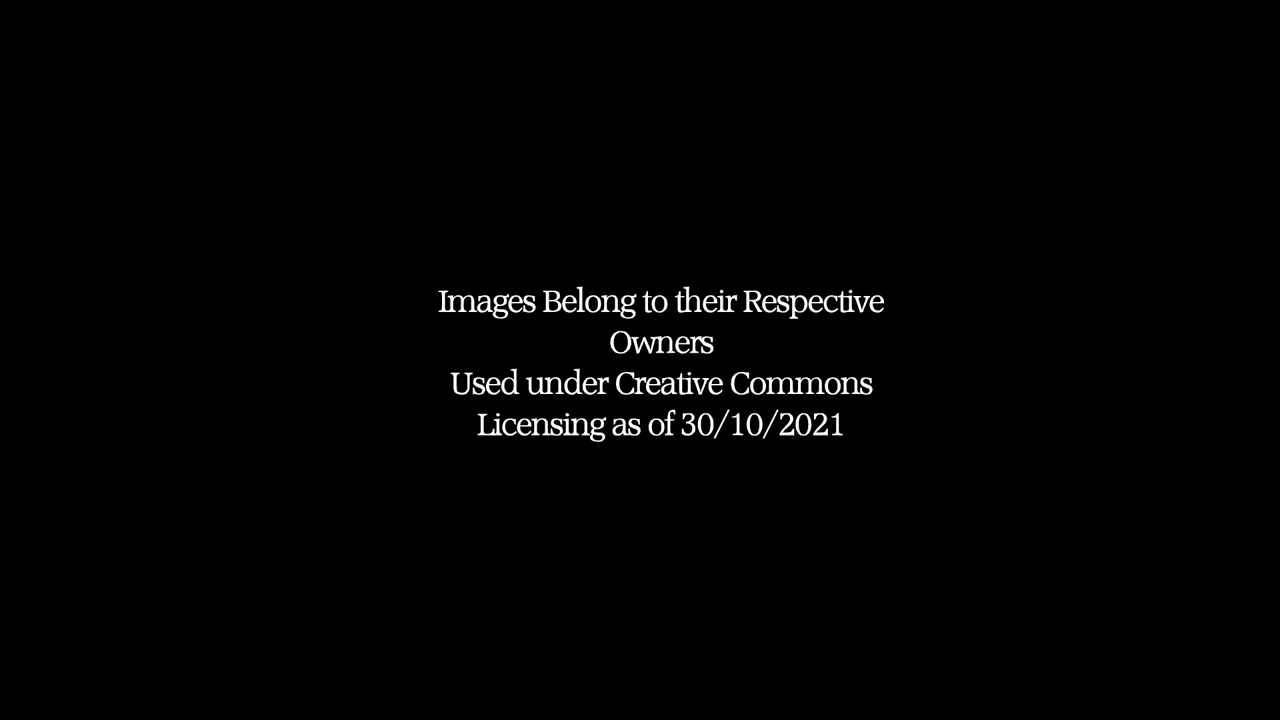 Images Belong to their Respective
Owners
Used under Creative Commons
Licensing as of 30/10/2021